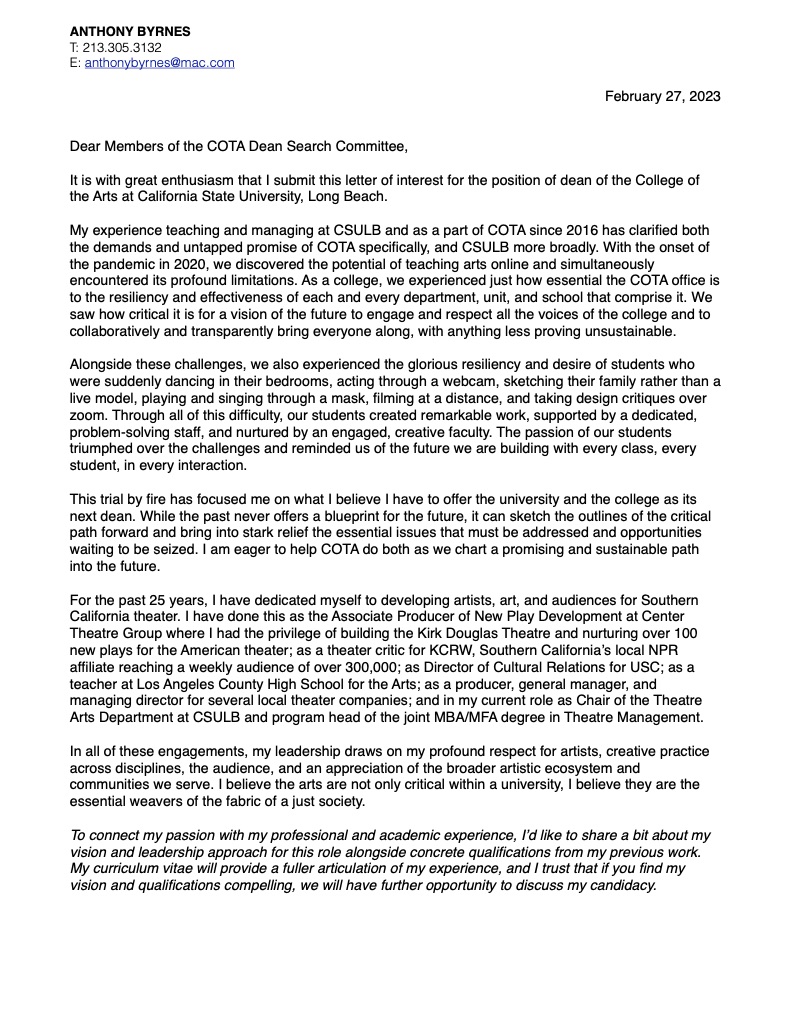 ANTHONY BYRNES
T: 213.305.3132
E: anthonybyrnes@mac.com
February 27, 2023
Dear Members of the COTA Dean Search Committee,
It is with great enthusiasm that I submit this letter of interest for the position of dean of the College of
the Arts at California State University, Long Beach.
My experience teaching and managing at CSULB and as a part of COTA since 2016 has clarified both
the demands and untapped promise of COTA specifically, and CSULB more broadly. With the onset of
the pandemic in 2020, we discovered the potential of teaching arts online and simultaneously
encountered its profound limitations. As a college, we experienced just how essential the COTA office is
to the resiliency and effectiveness of each and every department, unit, and school that comprise it. We
saw how critical it is for a vision of the future to engage and respect all the voices of the college and to
collaboratively and transparently bring everyone along, with anything less proving unsustainable.
Alongside these challenges, we also experienced the glorious resiliency and desire of students who
were suddenly dancing in their bedrooms, acting through a webcam, sketching their family rather than a
live model, playing and singing through a mask, filming at a distance, and taking design critiques over
zoom. Through all of this difficulty, our students created remarkable work, supported by a dedicated,
problem-solving staff, and nurtured by an engaged, creative faculty. The passion of our students
triumphed over the challenges and reminded us of the future we are building with every class, every
student, in every interaction.
This trial by fire has focused me on what I believe I have to offer the university and the college as its
next dean. While the past never offers a blueprint for the future, it can sketch the outlines of the critical
path forward and bring into stark relief the essential issues that must be addressed and opportunities
waiting to be seized. I am eager to help COTA do both as we chart a promising and sustainable path
into the future.
For the past 25 years, I have dedicated myself to developing artists, art, and audiences for Southern
California theater. I have done this as the Associate Producer of New Play Development at Center
Theatre Group where I had the privilege of building the Kirk Douglas Theatre and nurturing over 100
new plays for the American theater; as a theater critic for KCRW, Southern California's local NPR
affiliate reaching a weekly audience of over 300,000; as Director of Cultural Relations for USC; as a
teacher at Los Angeles County High School for the Arts; as a producer, general manager, and
managing director for several local theater companies; and in my current role as Chair of the Theatre
Arts Department at CSULB and program head of the joint MBA/MFA degree in Theatre Management.
In all of these engagements, my leadership draws on my profound respect for artists, creative practice
across disciplines, the audience, and an appreciation of the broader artistic ecosystem and
communities we serve. I believe the arts are not only critical within a university, I believe they are the
essential weavers of the fabric of a just society.
To connect my passion with my professional and academic experience, I'd like to share a bit about my
vision and leadership approach for this role alongside concrete qualifications from my previous work.
My curriculum vitae will provide a fuller articulation of my experience, and I trust that if you find my
vision and qualifications compelling, we will have further opportunity to discuss my candidacy.